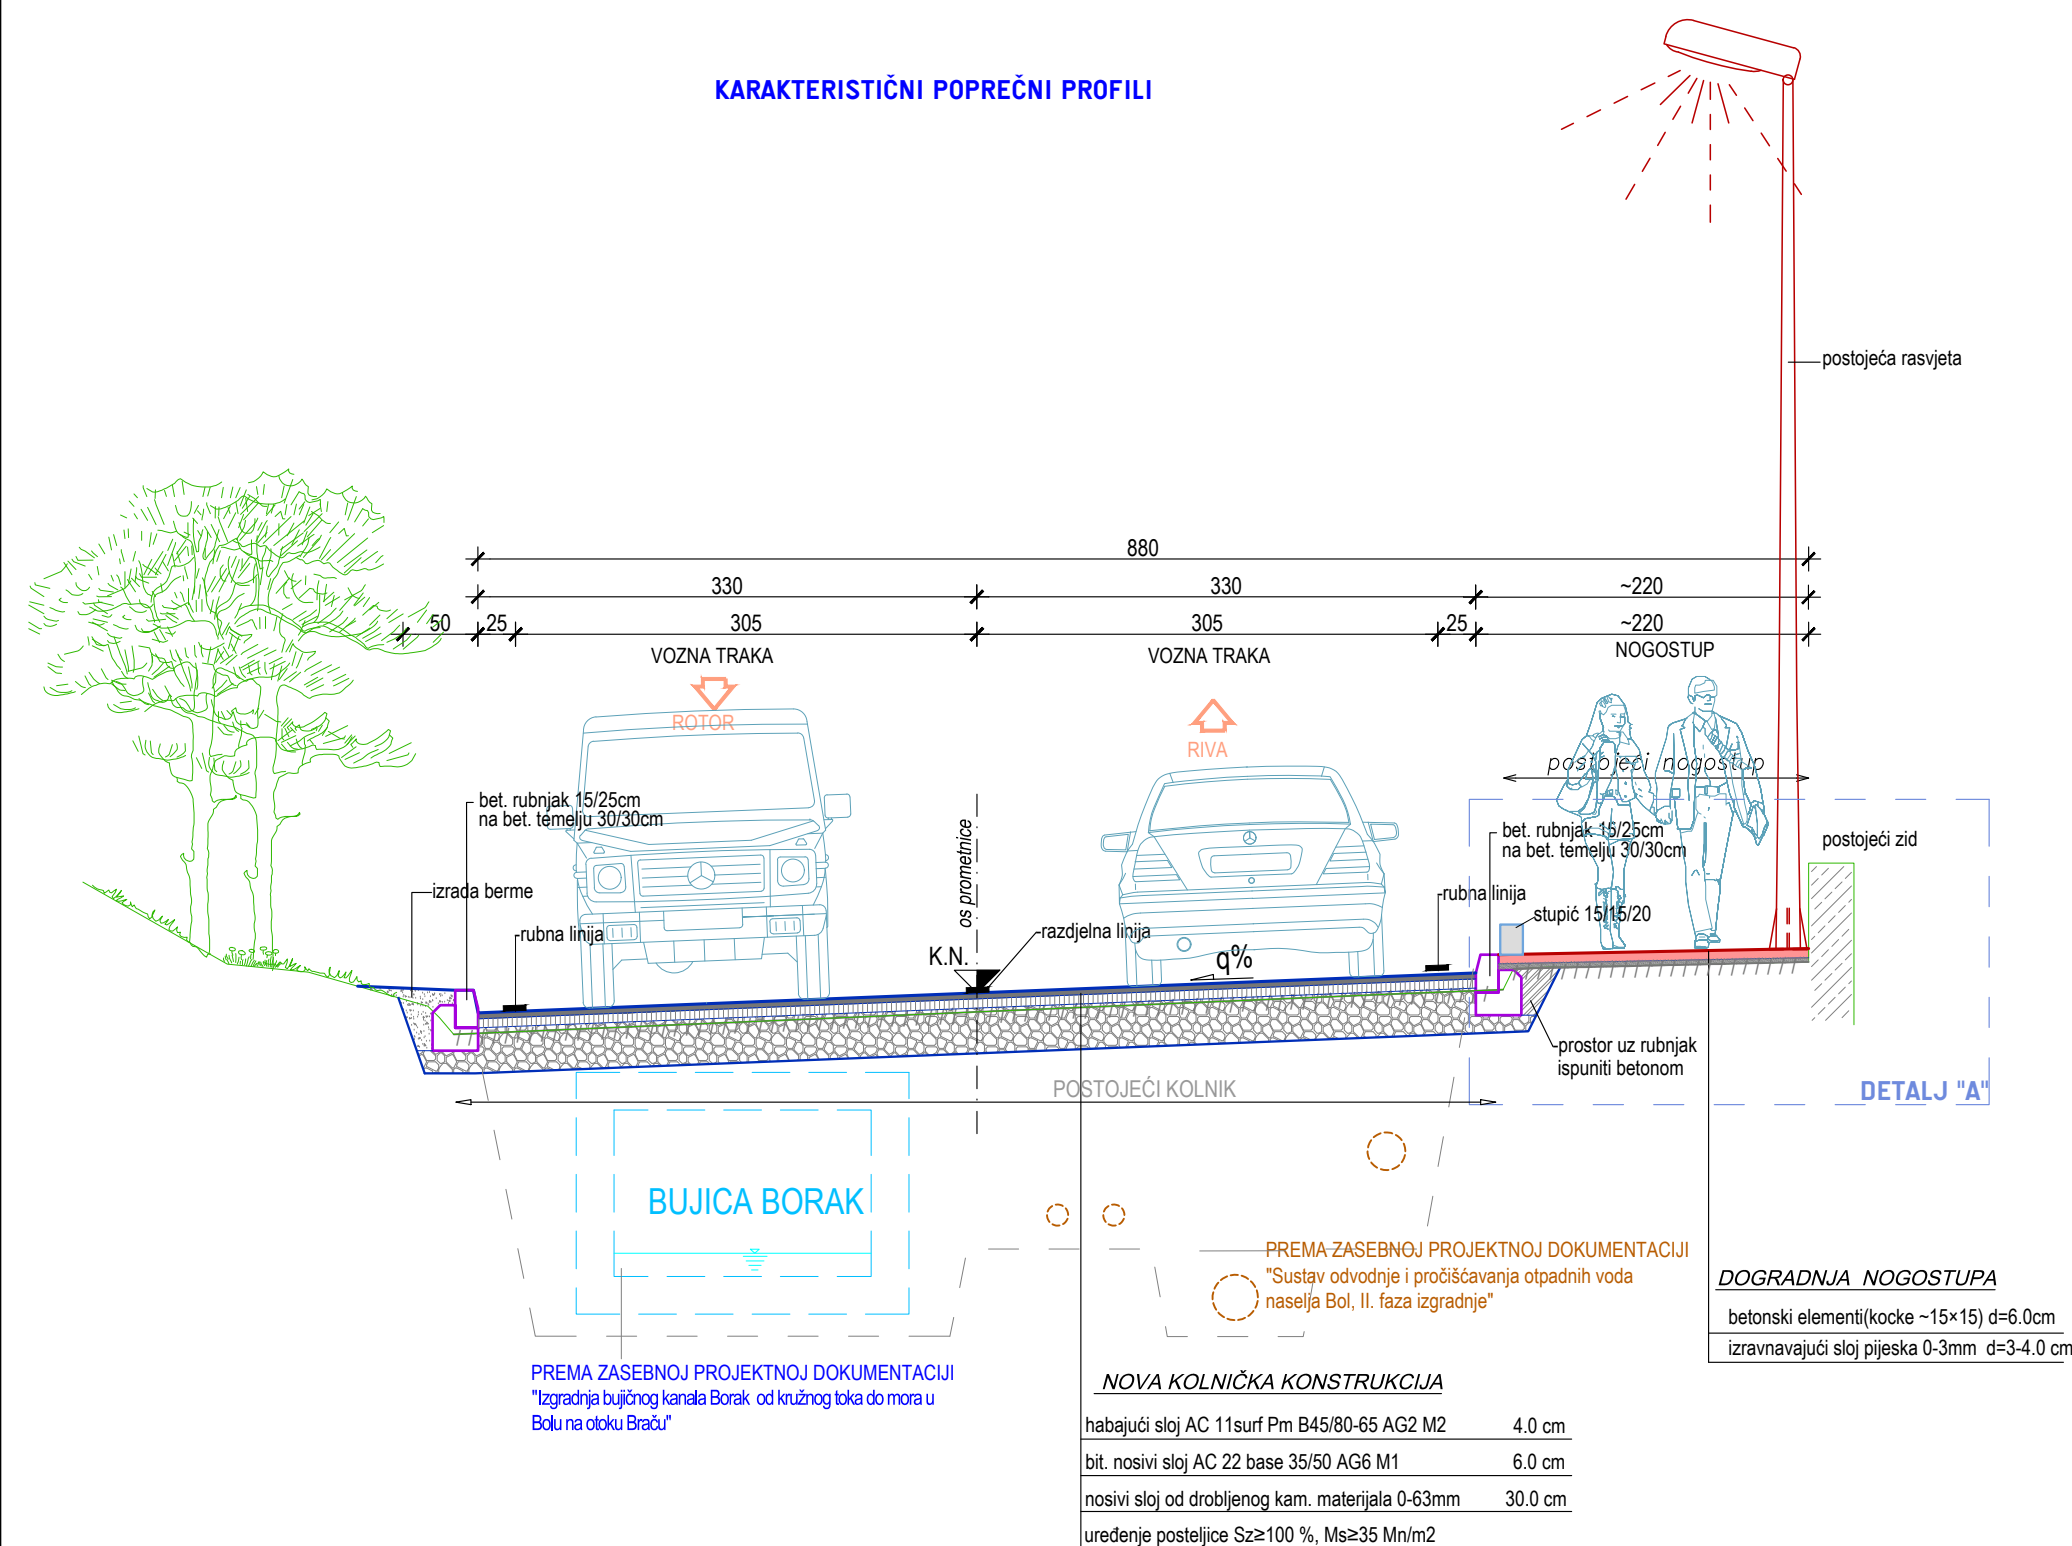 KARAKTERISTIČNI POPREČNI PROFILI
postojeća rasvjeta
880
330
330
~220
50
25
305
305
25
~220
VOZNA TRAKA
VOZNA TRAKA
NOGOSTUP
ROTOR
RIVA
postojeći nogostup
bet. rubnjak 15/25cm
na bet. temelju 30/30cm
os prometnice
bet. rubnjak 15/25cm
na bet. temelju 30/30cm
postojeći zid
izrada berme
rubna linija
stupić 15/15/20
rubna linija
razdjelna linija
K.N.
q%
prostor uz rubnjak
ispuniti betonom
POSTOJEĆI KOLNIK
DETALJ "A"
BUJICA BORAK
PREMA ZASEBNOJ PROJEKTNOJ DOKUMENTACIJI
"Sustav odvodnje i pročišćavanja otpadnih voda
naselja Bol, II. faza izgradnje"
DOGRADNJA NOGOSTUPA
betonski elementi(kocke ~15×15) d=6.0cm
izravnavajući sloj pijeska 0-3mm d=3-4.0 cm
PREMA ZASEBNOJ PROJEKTNOJ DOKUMENTACIJI
"Izgradnja bujičnog kanala Borak od kružnog toka do mora u
Bolu na otoku Braču"
NOVA KOLNIČKA KONSTRUKCIJA
habajući sloj AC 11surf Pm B45/80-65 AG2 M2 4.0 cm
bit. nosivi sloj AC 22 base 35/50 AG6 M1 6.0 cm
nosivi sloj od drobljenog kam. materijala 0-63mm 30.0 cm
uređenje posteljice Sz≥100 %, Ms≥35 Mn/m2